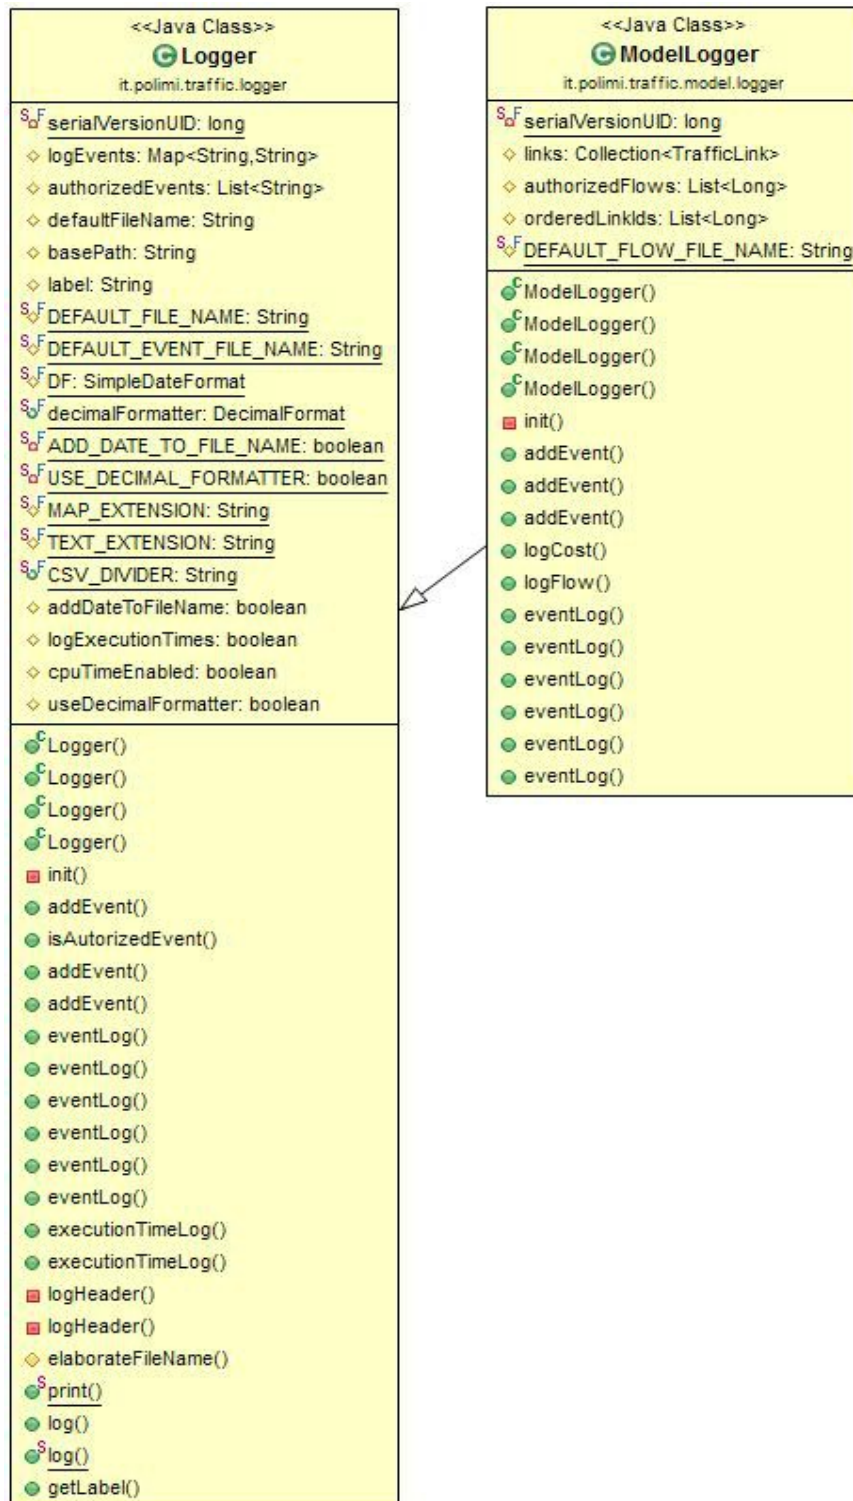 <<Java Class>>
Logger
it.polimi.traffic.logger
serialVersionUID: long
logEvents: Map<String,String>
authorizedEvents: List<String>
defaultFileName: String
basePath: String
label: String
DEFAULT_FILE_NAME: String
DEFAULT_EVENT_FILE_NAME: String
DF: SimpleDateFormat
decimalFormatter: DecimalFormat
ADD_DATE_TO_FILE_NAME: boolean
USE_DECIMAL_FORMATTER: boolean
MAP_EXTENSION: String
TEXT_EXTENSION: String
CSV_DIVIDER: String
addDateToFileName: boolean
logExecutionTimes: boolean
cpuTimeEnabled: boolean
useDecimalFormatter: boolean
Logger()
Logger()
Logger()
Logger()
init()
addEvent()
isAutorizedEvent()
addEvent()
addEvent()
eventLog()
eventLog()
eventLog()
eventLog()
eventLog()
eventLog()
executionTimeLog()
executionTimeLog()
logHeader()
logHeader()
elaborateFileName()
print()
log()
log()
getLabel()
<<Java Class>>
ModelLogger
it.polimi.traffic.model.logger
serialVersionUID: long
links: Collection<TrafficLink>
authorizedFlows: List<Long>
orderedLinkIds: List<Long>
DEFAULT_FLOW_FILE_NAME: String
ModelLogger()
ModelLogger()
ModelLogger()
ModelLogger()
init()
addEvent()
addEvent()
addEvent()
logCost()
logFlow()
eventLog()
eventLog()
eventLog()
eventLog()
eventLog()
eventLog()